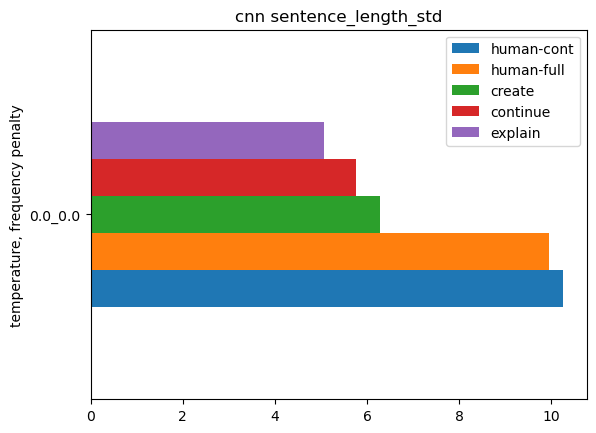 cnn sentence_length_std
human-cont
human-full
create
continue
explain
temperature, frequency penalty
0.0_0.0
0 2 4 6 8 10